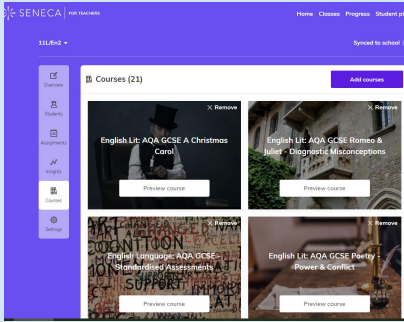 SENECA FOR TEACHERS
Home Classes Progress Student
11L/En2
Synced to school
Overview
Students
Assignments
Insights
Courses
Settings
Courses (21)
Add courses
× Remove
English Lit: AQA GCSE A Christmas
Carol
Preview course
× Remove
English Lit: AQA GCSE Romeo &
Juliet - Diagnostic Misconceptions
Preview course
× Remove
English Language: AQA GCSE -
Standardised Assessments
Preview course
× Remove
English Lit: AQA GCSE Poetry -
Power & Conflict
Preview course
SUPPORT